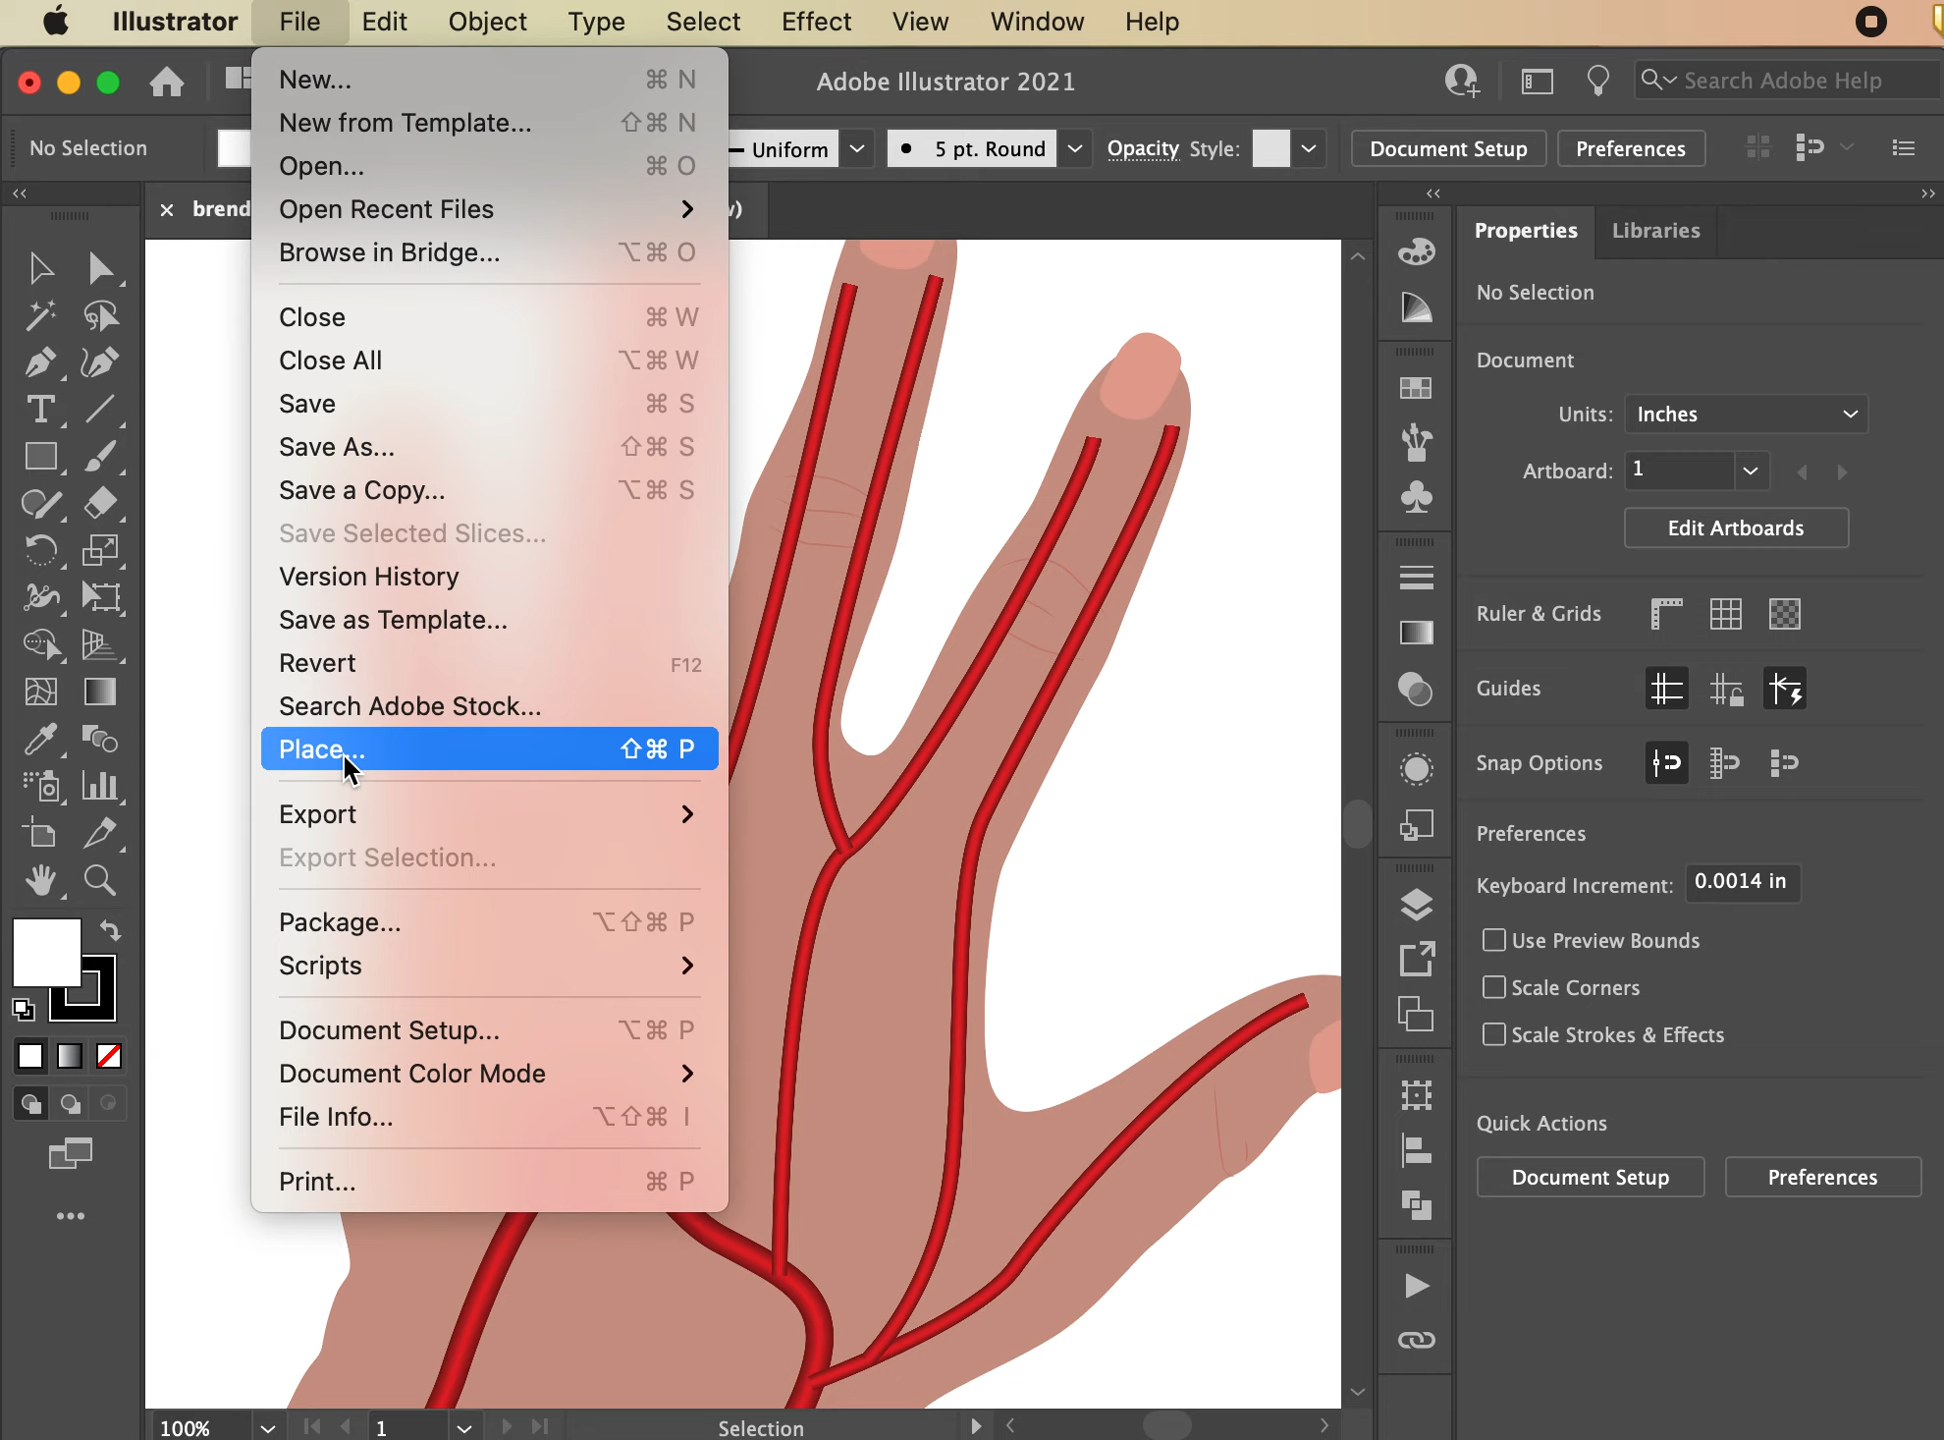 Illustrator File Edit Object Type Select Effect View Window Help
Adobe Illustrator 2021
Search Adobe Help
No Selection
Uniform
5 pt. Round
Opacity Style:
Document Setup
Preferences
New... ⌘ N
New from Template... ⇧⌘ N
Open... ⌘ O
Open Recent Files
Browse in Bridge... ⌥⌘ O
Close ⌘ W
Close All ⌥⌘ W
Save ⌘ S
Save As... ⇧⌘ S
Save a Copy... ⌥⌘ S
Save Selected Slices...
Version History
Save as Template...
Revert F12
Search Adobe Stock...
Place... ⇧⌘ P
Export
Export Selection...
Package... ⌥⇧⌘ P
Scripts
Document Setup... ⌥⌘ P
Document Color Mode
File Info... ⌥⇧⌘ I
Print... ⌘ P
Properties Libraries
No Selection
Document
Units: Inches
Artboard: 1
Edit Artboards
Ruler & Grids
Guides
Snap Options
Preferences
Keyboard Increment: 0.0014 in
Use Preview Bounds
Scale Corners
Scale Strokes & Effects
Quick Actions
Document Setup Preferences
100% 1 Selection